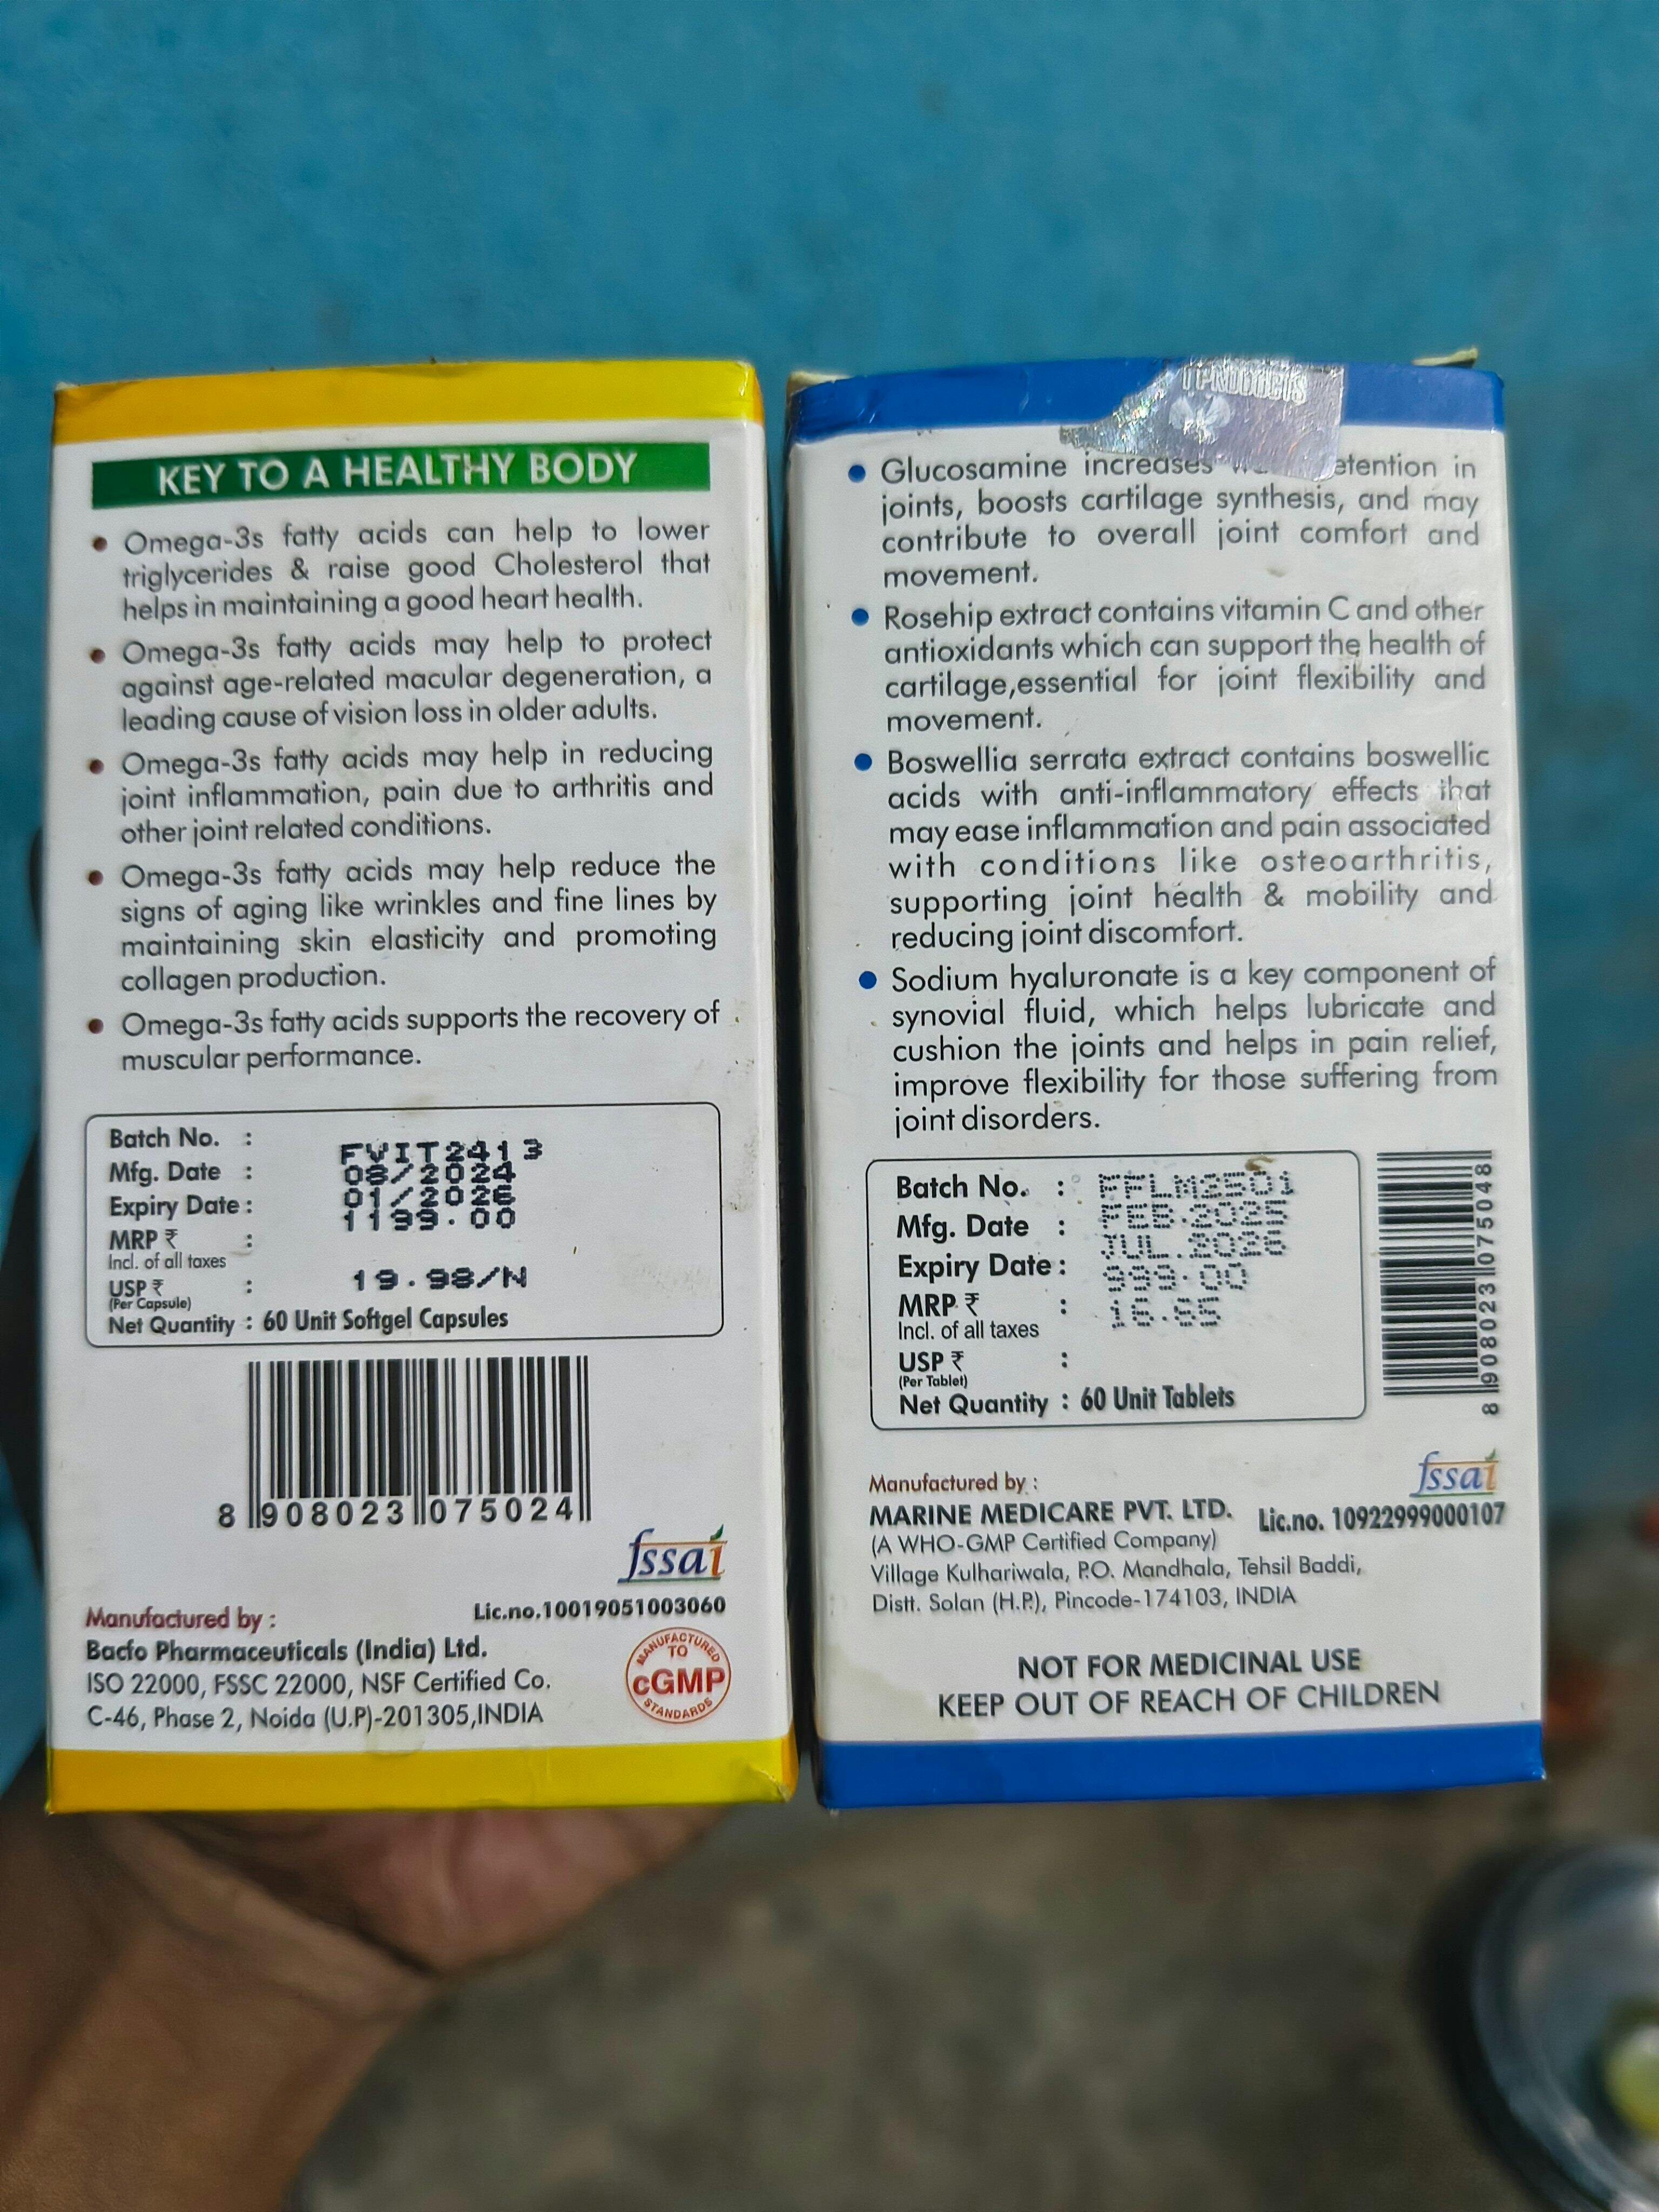 KEY TO A HEALTHY BODY
• Omega-3s fatty acids can help to lower
triglycerides & raise good Cholesterol that
helps in maintaining a good heart health.
• Omega-3s fatty acids may help to protect
against age-related macular degeneration, a
leading cause of vision loss in older adults.
• Omega-3s fatty acids may help in reducing
joint inflammation, pain due to arthritis and
other joint related conditions.
• Omega-3s fatty acids may help reduce the
signs of aging like wrinkles and fine lines by
maintaining skin elasticity and promoting
collagen production.
• Omega-3s fatty acids supports the recovery of
muscular performance.
Batch No. : FVIT2413
Mfg. Date : 08/2024
Expiry Date : 01/2026
MRP ₹ : 1199.00
Incl. of all taxes
USP ₹ : 19.98/N
(Per Capsule)
Net Quantity : 60 Unit Softgel Capsules
8 908023 075024
fssai
Lic.no.10019051003060
Manufactured by :
Bacfo Pharmaceuticals (India) Ltd.
ISO 22000, FSSC 22000, NSF Certified Co.
C-46, Phase 2, Noida (U.P)-201305,INDIA
MANUFACTURED
TO
cGMP
STANDARDS
PRODUCTS
• Glucosamine increases etention in
joints, boosts cartilage synthesis, and may
contribute to overall joint comfort and
movement.
• Rosehip extract contains vitamin C and other
antioxidants which can support the health of
cartilage,essential for joint flexibility and
movement.
• Boswellia serrata extract contains boswellic
acids with anti-inflammatory effects that
may ease inflammation and pain associated
with conditions like osteoarthritis,
supporting joint health & mobility and
reducing joint discomfort.
• Sodium hyaluronate is a key component of
synovial fluid, which helps lubricate and
cushion the joints and helps in pain relief,
improve flexibility for those suffering from
joint disorders.
Batch No. : FFLM2501
Mfg. Date : FEB.2025
Expiry Date : JUL.2026
999.00
MRP ₹ : 16.65
Incl. of all taxes
USP ₹ :
(Per Tablet)
Net Quantity : 60 Unit Tablets
8 908023 075048
fssai
Lic.no. 10922999000107
Manufactured by :
MARINE MEDICARE PVT. LTD.
(A WHO-GMP Certified Company)
Village Kulhariwala, P.O. Mandhala, Tehsil Baddi,
Distt. Solan (H.P.), Pincode-174103, INDIA
NOT FOR MEDICINAL USE
KEEP OUT OF REACH OF CHILDREN